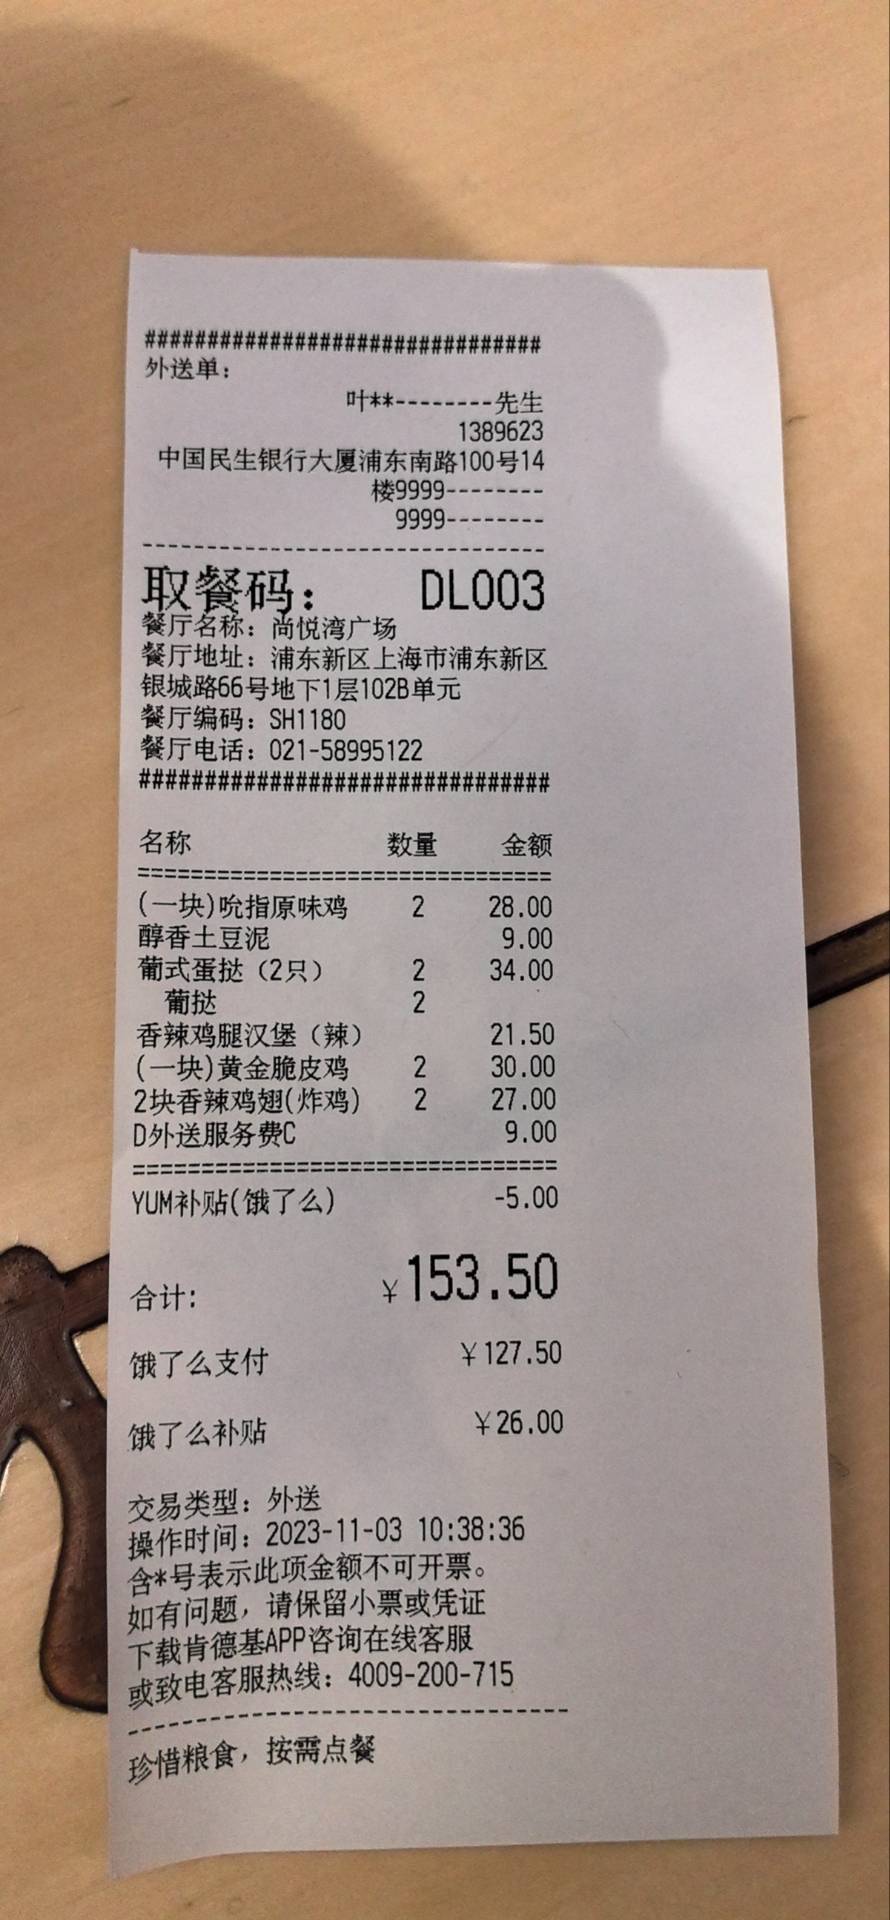 ################################
外送单：
叶**--------先生
1389623
中国民生银行大厦浦东南路100号14
楼9999--------
9999--------
--------------------------------
取餐码： DL003
餐厅名称：尚悦湾广场
餐厅地址：浦东新区上海市浦东新区
银城路66号地下1层102B单元
餐厅编码：SH1180
餐厅电话：021-58995122
################################
名称 数量 金额
================================
(一块)吮指原味鸡 2 28.00
醇香土豆泥 9.00
葡式蛋挞（2只） 2 34.00
葡挞 2
香辣鸡腿汉堡（辣） 21.50
(一块)黄金脆皮鸡 2 30.00
2块香辣鸡翅(炸鸡) 2 27.00
D外送服务费C 9.00
================================
YUM补贴(饿了么) -5.00
合计: ￥153.50
饿了么支付 ￥127.50
饿了么补贴 ￥26.00
交易类型：外送
操作时间：2023-11-03 10:38:36
含*号表示此项金额不可开票。
如有问题，请保留小票或凭证
下载肯德基APP咨询在线客服
或致电客服热线：4009-200-715
--------------------------------
珍惜粮食，按需点餐